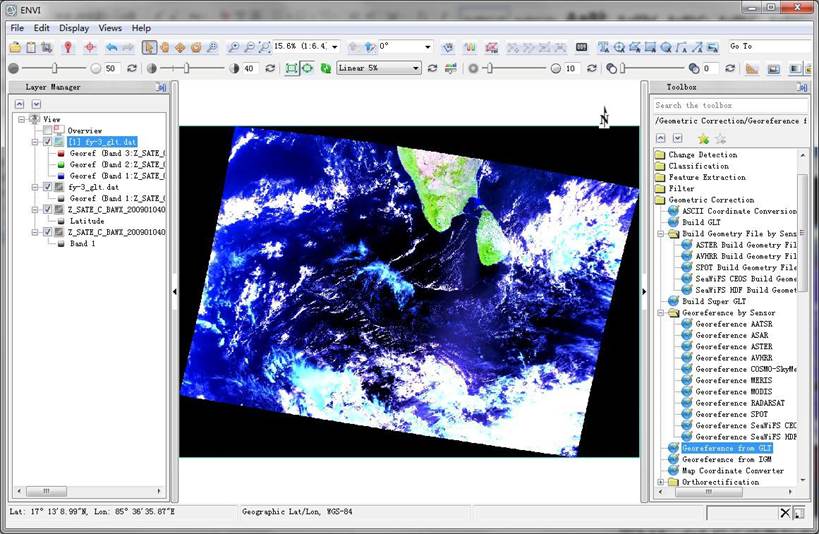 ENVI
File Edit Display Views Help
15.6% (1:6.4
0°
Go To
50
40
Linear 5%
10
0
Layer Manager
View
Overview
[1] fy-3_glt.dat
Georef (Band 3:Z_SATE_(
Georef (Band 2:Z_SATE_(
Georef (Band 1:Z_SATE_(
fy-3_glt.dat
Georef (Band 1:Z_SATE_(
Z_SATE_C_BAWX_200901040
Latitude
Z_SATE_C_BAWX_200901040
Band 1
N
Toolbox
Search the toolbox
/Geometric Correction/Georeference f
Change Detection
Classification
Feature Extraction
Filter
Geometric Correction
ASCII Coordinate Conversion
Build GLT
Build Geometry File by Sens
ASTER Build Geometry Fil
AVHRR Build Geometry Fil
SPOT Build Geometry File
SeaWiFS CEOS Build Geome
SeaWiFS HDF Build Geomet
Build Super GLT
Georeference by Sensor
Georeference AATSR
Georeference ASAR
Georeference ASTER
Georeference AVHRR
Georeference COSMO-SkyMe
Georeference MERIS
Georeference MODIS
Georeference RADARSAT
Georeference SPOT
Georeference SeaWiFS CEO
Georeference SeaWiFS HDF
Georeference from GLT
Georeference from IGM
Map Coordinate Converter
Orthorectification
Lat: 17° 13'8.99"N, Lon: 85° 36'35.87"E
Geographic Lat/Lon, WGS-84